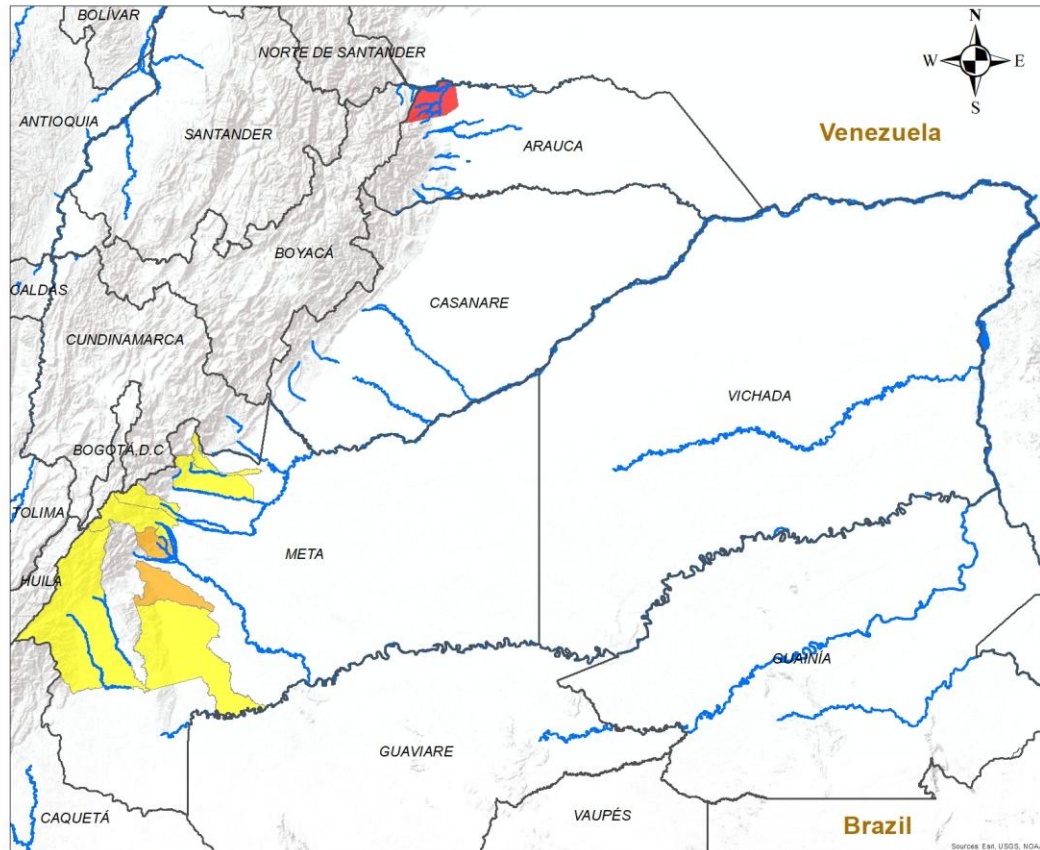 BOLÍVAR
N
NORTE DE SANTANDER
W
E
S
ANTIOQUIA
SANTANDER
ARAUCA
Venezuela
BOYACÁ
CALDAS
CASANARE
CUNDINAMARCA
VICHADA
BOGOTÁ,D.C
TOLIMA
META
HUILA
GUAINÍA
GUAVIARE
CAQUETÁ
VAUPÉS
Brazil
Sources: Esri, USGS, NOAA